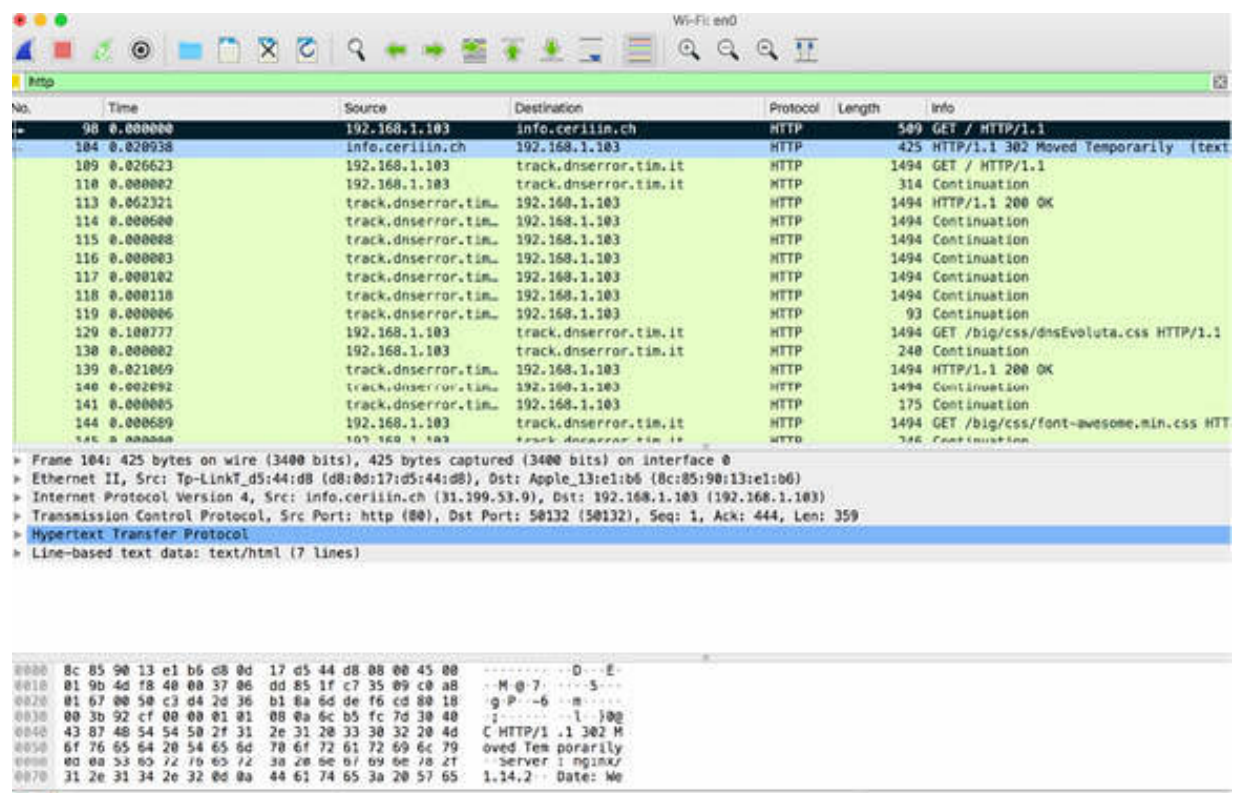 Wi-Fi: en0
http
No. Time Source Destination Protocol Length Info
98 0.000000 192.168.1.103 info.ceriiin.ch HTTP 509 GET / HTTP/1.1
104 0.020938 info.ceriiin.ch 192.168.1.103 HTTP 425 HTTP/1.1 302 Moved Temporarily (text
109 0.026623 192.168.1.103 track.dnserror.tim.it HTTP 1494 GET / HTTP/1.1
110 0.000002 192.168.1.103 track.dnserror.tim.it HTTP 314 Continuation
113 0.062321 track.dnserror.tim… 192.168.1.103 HTTP 1494 HTTP/1.1 200 OK
114 0.000600 track.dnserror.tim… 192.168.1.103 HTTP 1494 Continuation
115 0.000008 track.dnserror.tim… 192.168.1.103 HTTP 1494 Continuation
116 0.000003 track.dnserror.tim… 192.168.1.103 HTTP 1494 Continuation
117 0.000102 track.dnserror.tim… 192.168.1.103 HTTP 1494 Continuation
118 0.000118 track.dnserror.tim… 192.168.1.103 HTTP 1494 Continuation
119 0.000006 track.dnserror.tim… 192.168.1.103 HTTP 93 Continuation
129 0.100777 192.168.1.103 track.dnserror.tim.it HTTP 1494 GET /big/css/dnsEvoluta.css HTTP/1.1
130 0.000002 192.168.1.103 track.dnserror.tim.it HTTP 240 Continuation
139 0.021069 track.dnserror.tim… 192.168.1.103 HTTP 1494 HTTP/1.1 200 OK
140 0.002092 track.dnserror.tim… 192.168.1.103 HTTP 1494 Continuation
141 0.000005 track.dnserror.tim… 192.168.1.103 HTTP 175 Continuation
144 0.000689 192.168.1.103 track.dnserror.tim.it HTTP 1494 GET /big/css/font-awesome.min.css HTT
145 0.000000 192.168.1.103 track.dnserror.tim.it HTTP 246 Continuation
Frame 104: 425 bytes on wire (3400 bits), 425 bytes captured (3400 bits) on interface 0
Ethernet II, Src: Tp-LinkT_d5:44:d8 (d8:0d:17:d5:44:d8), Dst: Apple_13:e1:b6 (8c:85:90:13:e1:b6)
Internet Protocol Version 4, Src: info.ceriiin.ch (31.199.53.9), Dst: 192.168.1.103 (192.168.1.103)
Transmission Control Protocol, Src Port: http (80), Dst Port: 50132 (50132), Seq: 1, Ack: 444, Len: 359
Hypertext Transfer Protocol
Line-based text data: text/html (7 lines)
0000 8c 85 90 13 e1 b6 d8 0d 17 d5 44 d8 08 00 45 00 ··········D···E·
0010 01 9b 4d f8 40 00 37 06 dd 85 1f c7 35 09 c0 a8 ··M·@·7·····5···
0020 01 67 00 50 c3 d4 2d 36 b1 8a 6d de f6 cd 80 18 ·g·P··-6··m·····
0030 00 3b 92 cf 00 00 01 01 08 0a 6c b5 fc 7d 30 40 ·;········l··}0@
0040 43 87 48 54 54 50 2f 31 2e 31 20 33 30 32 20 4d C·HTTP/1 .1 302 M
0050 6f 76 65 64 20 54 65 6d 70 6f 72 61 72 69 6c 79 oved Tem porarily
0060 0d 0a 53 65 72 76 65 72 3a 20 6e 67 69 6e 78 2f ··Server : nginx/
0070 31 2e 31 34 2e 32 0d 0a 44 61 74 65 3a 20 57 65 1.14.2·· Date: We